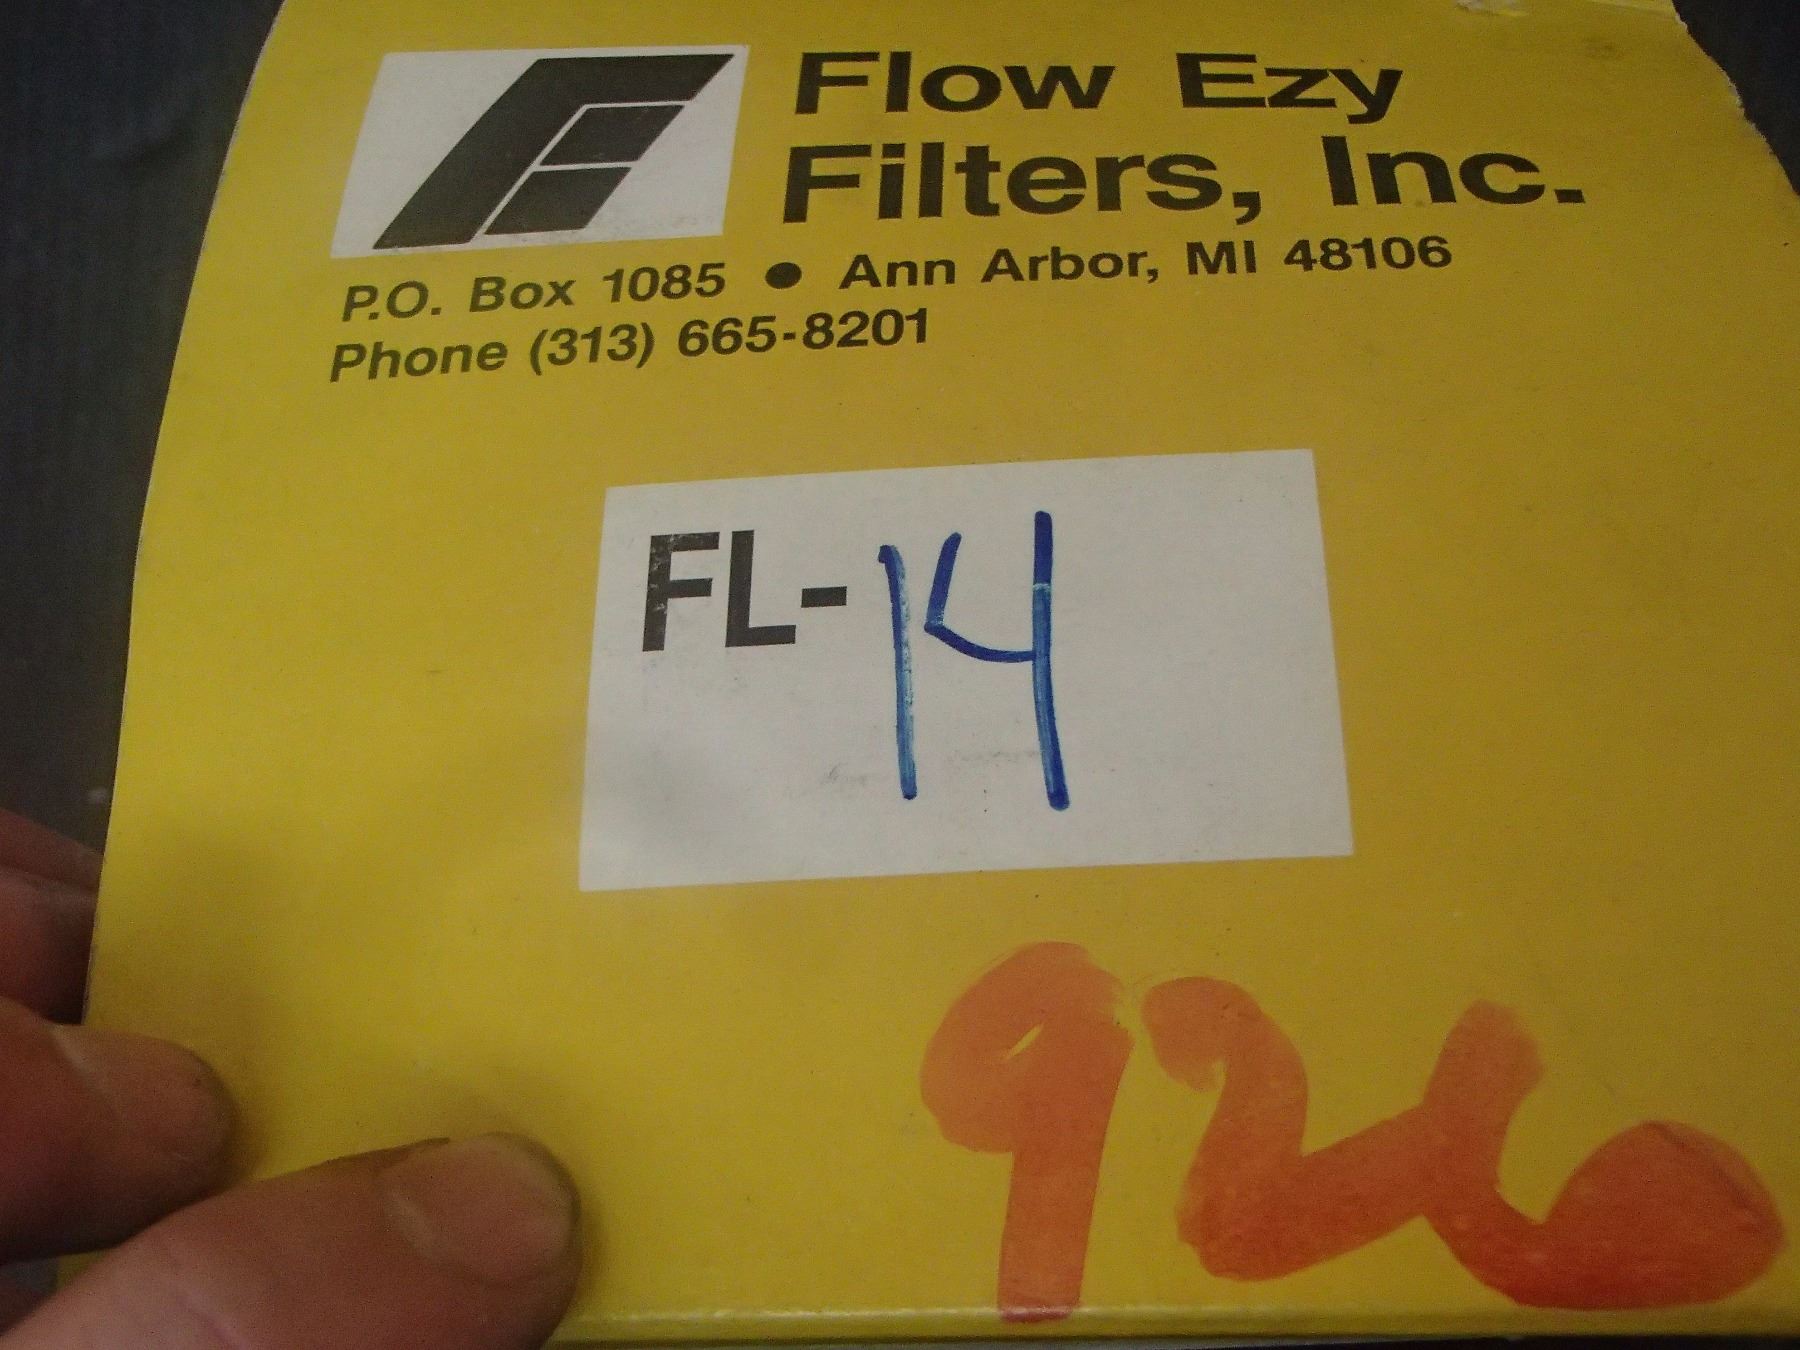 Flow Ezy
Filters, Inc.
P.O. Box 1085 ● Ann Arbor, MI 48106
Phone (313) 665-8201
FL-14
926